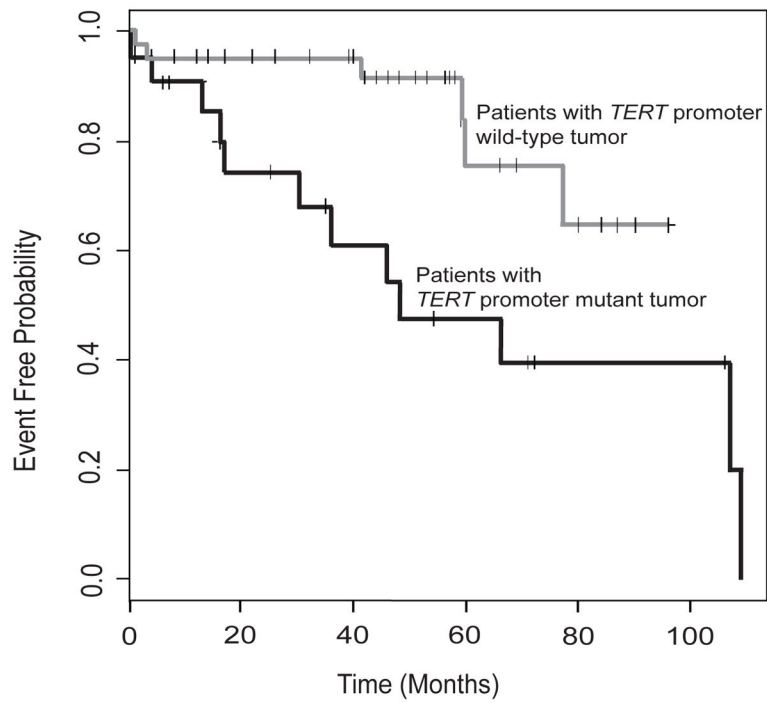 1.0
0.8
0.6
0.4
0.2
0.0
Event Free Probability
Patients with TERT promoter
wild-type tumor
Patients with
TERT promoter mutant tumor
0 20 40 60 80 100
Time (Months)